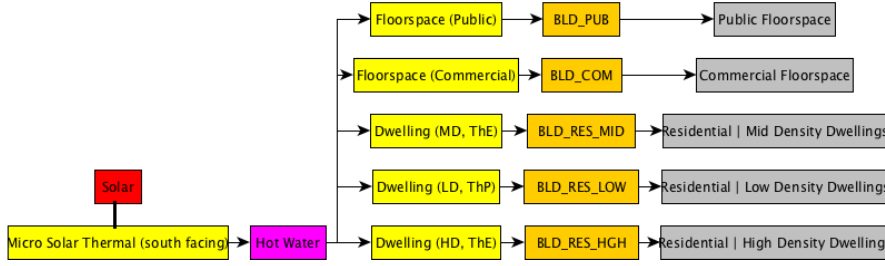 Floorspace (Public) BLD_PUB Public Floorspace
Floorspace (Commercial) BLD_COM Commercial Floorspace
Dwelling (MD, ThE) BLD_RES_MID Residential | Mid Density Dwellings
Solar Dwelling (LD, ThP) BLD_RES_LOW Residential | Low Density Dwellings
Micro Solar Thermal (south facing) Hot Water Dwelling (HD, ThE) BLD_RES_HGH Residential | High Density Dwelling